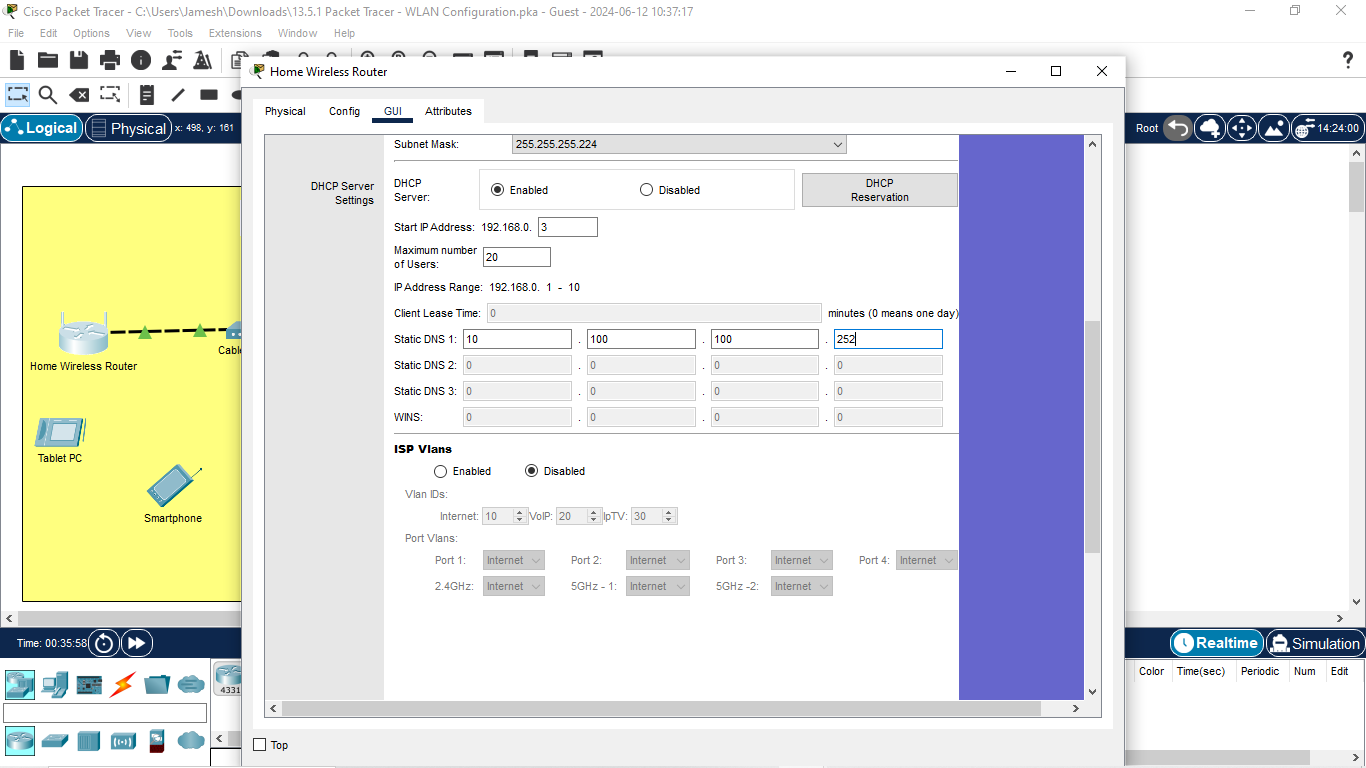 Cisco Packet Tracer - C:\Users\Jamesh\Downloads\13.5.1 Packet Tracer - WLAN Configuration.pka - Guest - 2024-06-12 10:37:17
File Edit Options View Tools Extensions Window Help
Home Wireless Router
Physical Config GUI Attributes
Logical Physical x: 498, y: 161
Root 14:24:00
Subnet Mask: 255.255.255.224
DHCP Server
Settings
DHCP
Server:
Enabled Disabled
DHCP
Reservation
Start IP Address: 192.168.0. 3
Maximum number
of Users:
20
IP Address Range: 192.168.0. 1 - 10
Client Lease Time: 0 minutes (0 means one day)
Static DNS 1: 10 . 100 . 100 . 252
Static DNS 2: 0 . 0 . 0 . 0
Static DNS 3: 0 . 0 . 0 . 0
WINS: 0 . 0 . 0 . 0
ISP Vlans
Enabled Disabled
Vlan IDs:
Internet: 10 VoIP: 20 IpTV: 30
Port Vlans:
Port 1: Internet Port 2: Internet Port 3: Internet Port 4: Internet
2.4GHz: Internet 5GHz - 1: Internet 5GHz -2: Internet
Home Wireless Router
Cable
Tablet PC
Smartphone
Time: 00:35:58
Realtime Simulation
4331
Color Time(sec) Periodic Num Edit
Top